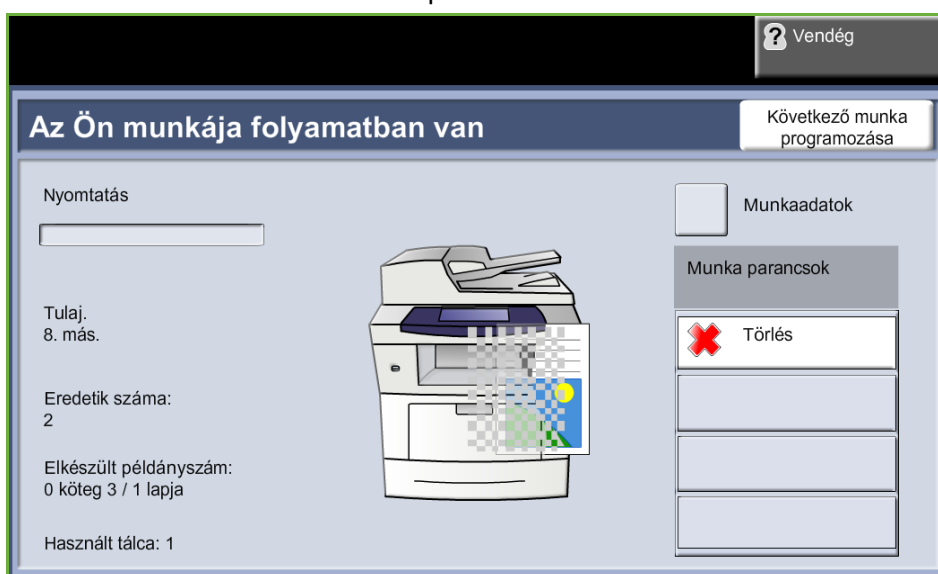 Vendég
Az Ön munkája folyamatban van
Következő munka
programozása
Nyomtatás
Munkaadatok
Munka parancsok
Tulaj.
8. más.
Törlés
Eredetik száma:
2
Elkészült példányszám:
0 köteg 3 / 1 lapja
Használt tálca: 1